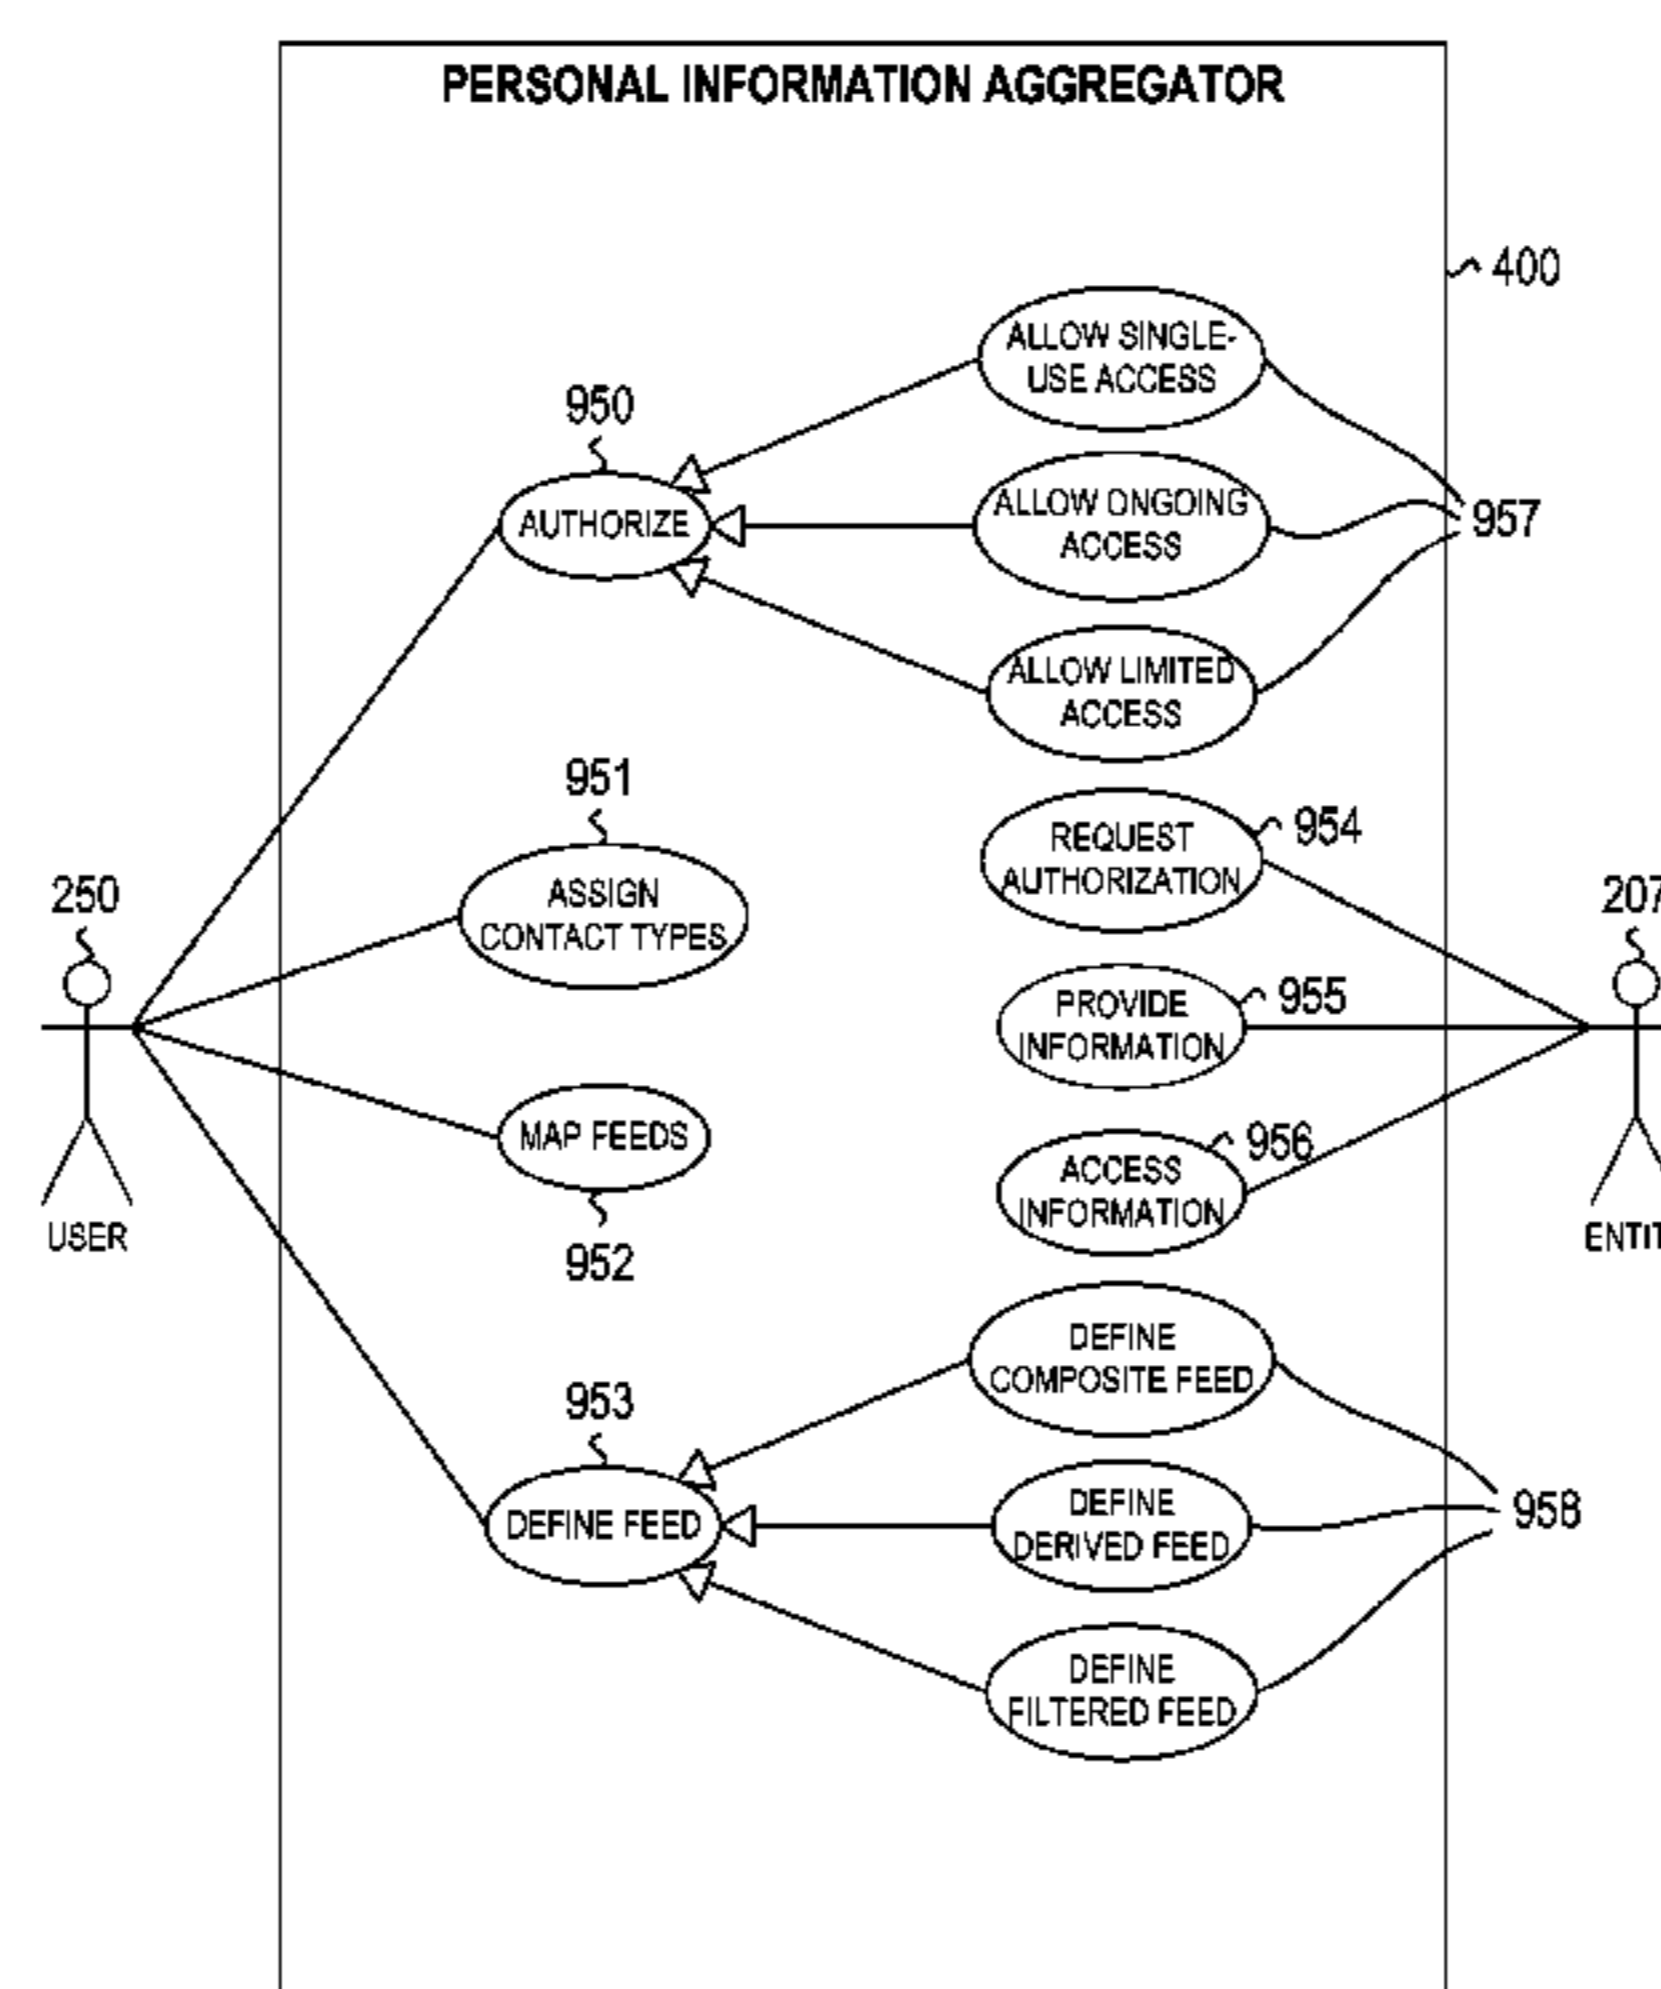 PERSONAL INFORMATION AGGREGATOR
400
ALLOW SINGLE-
USE ACCESS
950
AUTHORIZE
ALLOW ONGOING
ACCESS
957
ALLOW LIMITED
ACCESS
951
ASSIGN
CONTACT TYPES
REQUEST
AUTHORIZATION
954
250
USER
207
ENTIT
PROVIDE
INFORMATION
955
MAP FEEDS
952
ACCESS
INFORMATION
956
DEFINE
COMPOSITE FEED
953
DEFINE FEED
DEFINE
DERIVED FEED
958
DEFINE
FILTERED FEED